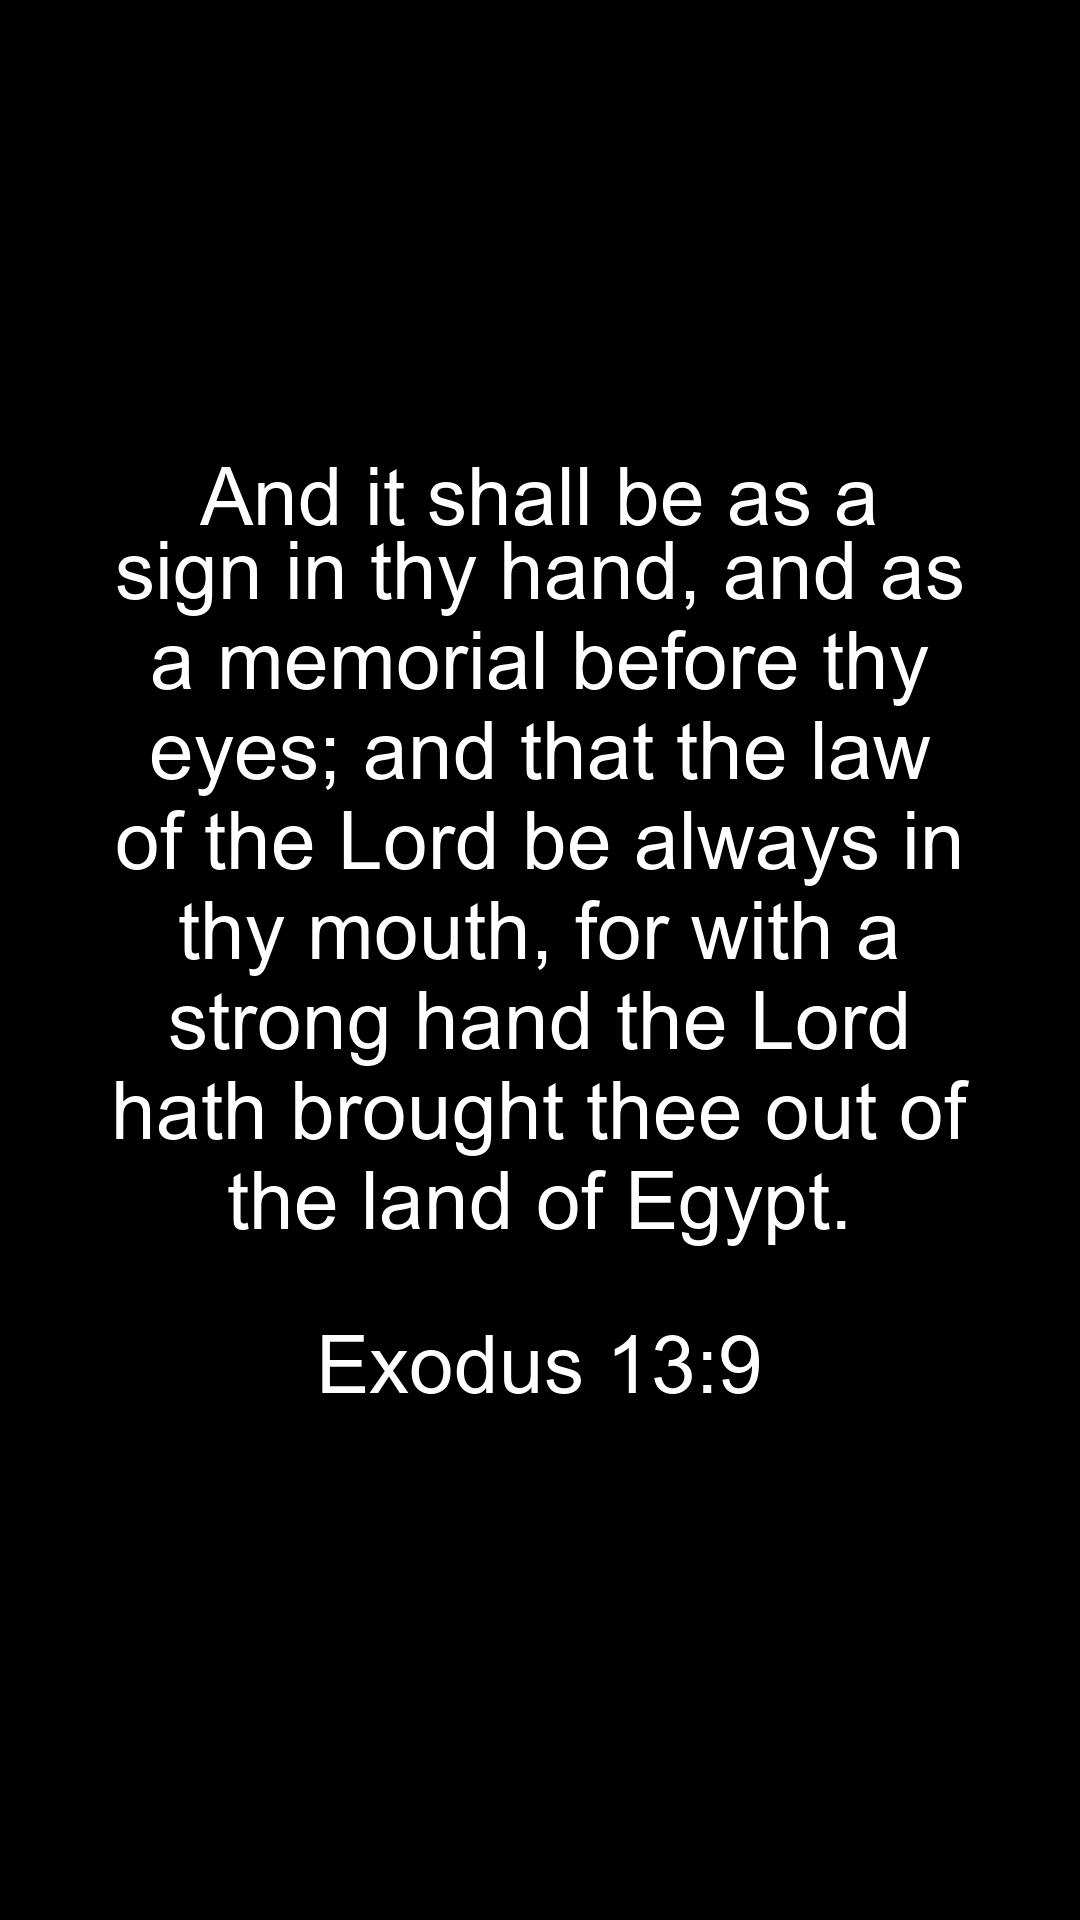 And it shall be as a
sign in thy hand, and as
a memorial before thy
eyes; and that the law
of the Lord be always in
thy mouth, for with a
strong hand the Lord
hath brought thee out of
the land of Egypt.
Exodus 13:9